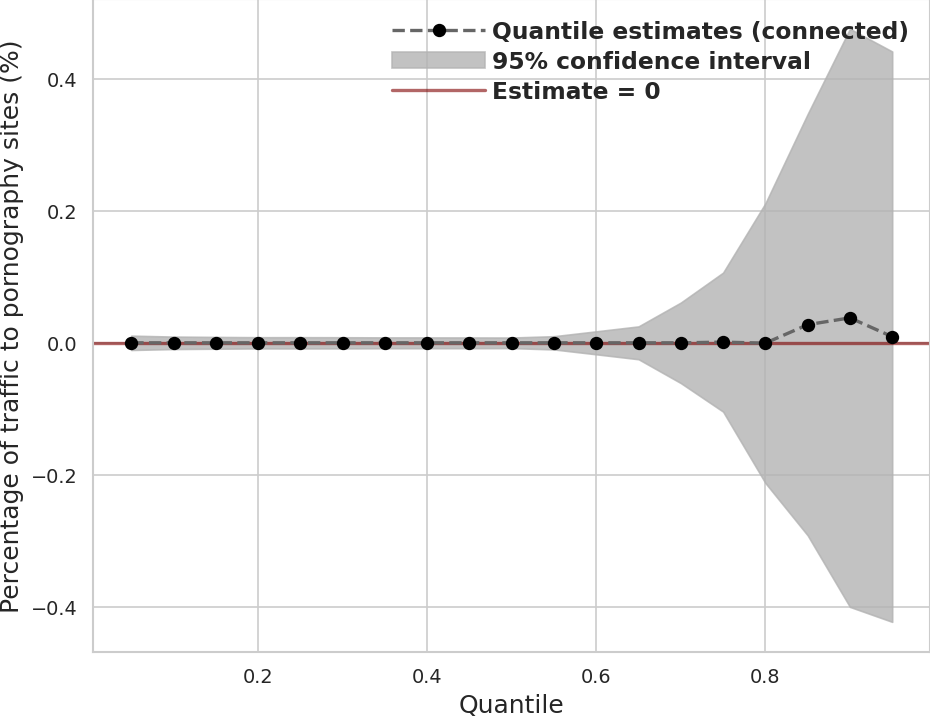 Quantile estimates (connected)
95% confidence interval
Estimate = 0
Percentage of traffic to pornography sites (%)
0.4
0.2
0.0
−0.2
−0.4
0.2 0.4 0.6 0.8
Quantile